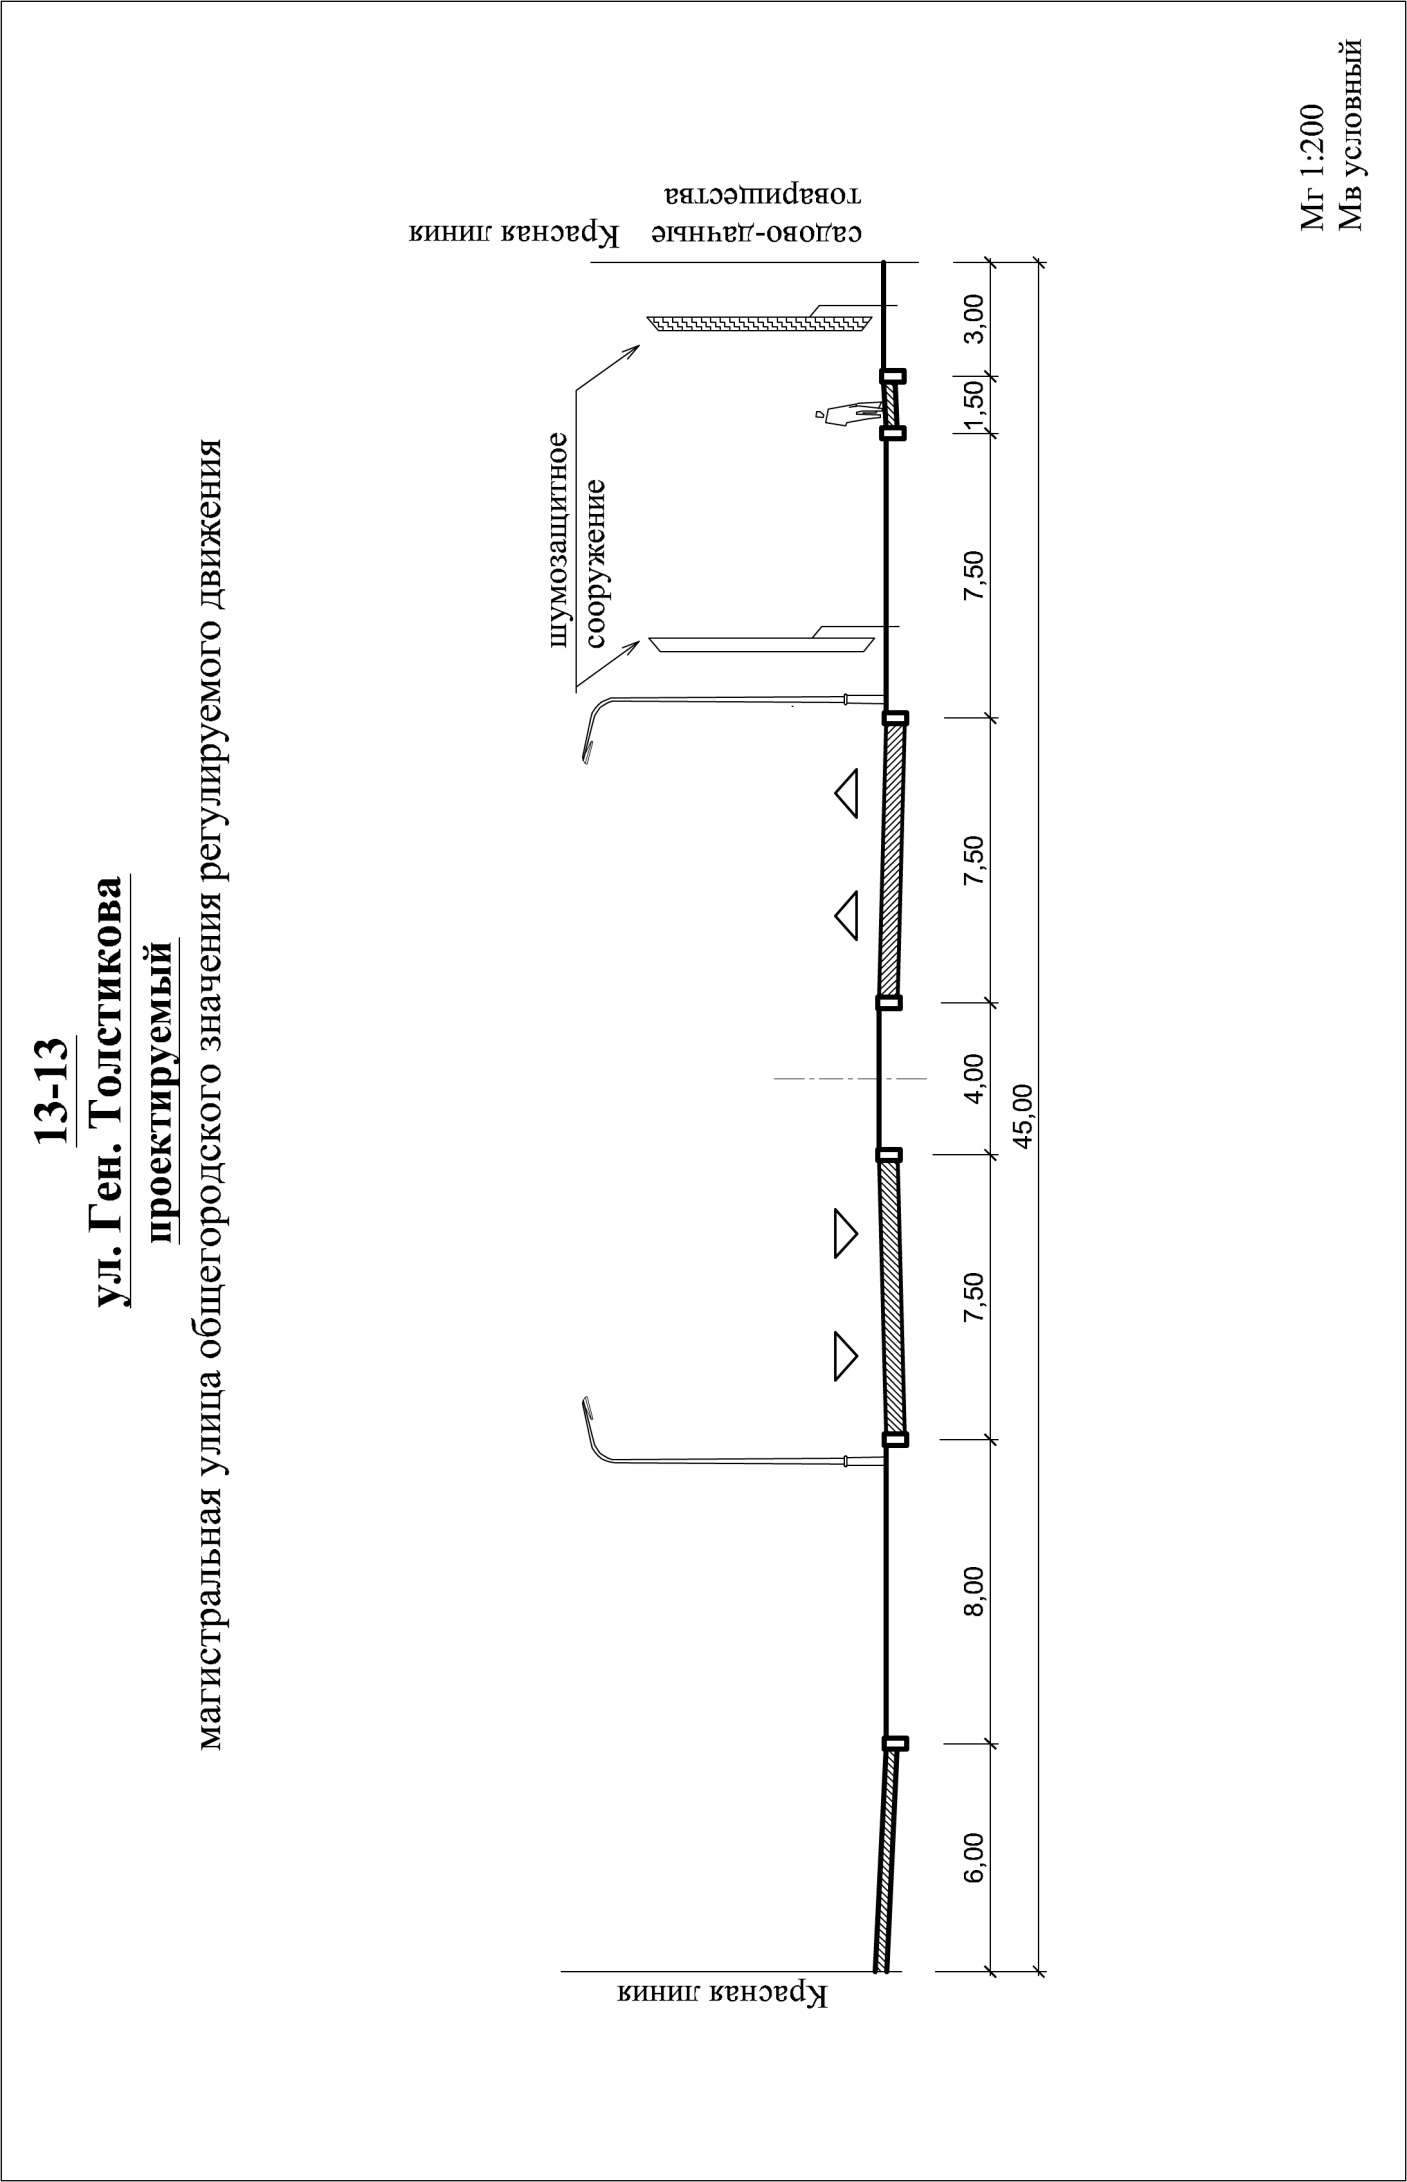 13-13
ул. Ген. Толстикова
проектируемый
магистральная улица общегородского значения регулируемого движения
Красная линия
шумозащитное
сооружение
Красная линия
садово-дачные
товарищества
6,00
8,00
7,50
4,00
7,50
7,50
1,50
3,00
45,00
Мг 1:200
Мв условный